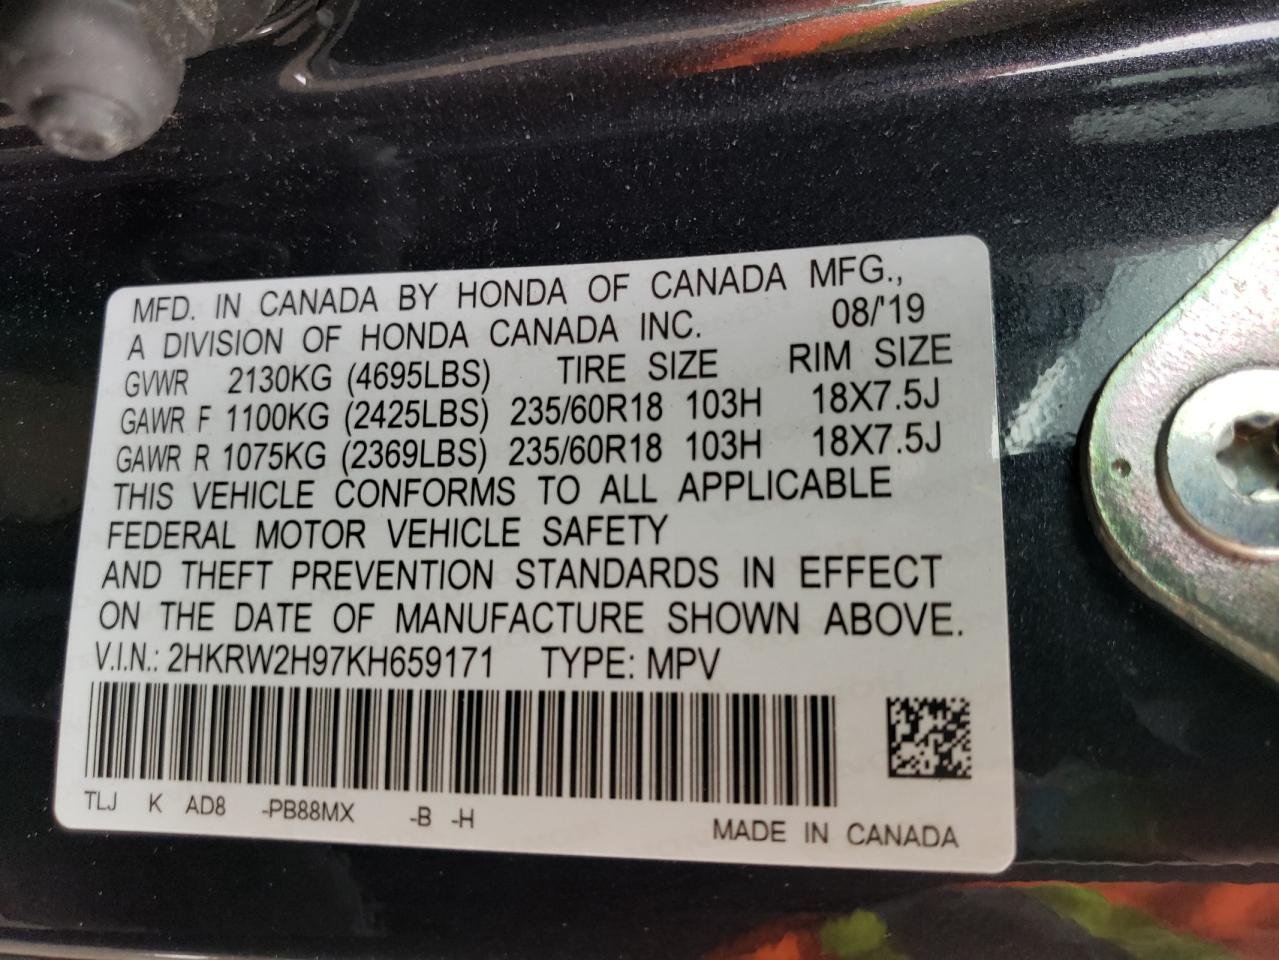 MFD. IN CANADA BY HONDA OF CANADA MFG.,
A DIVISION OF HONDA CANADA INC. 08/'19
GVWR 2130KG (4695LBS) TIRE SIZE RIM SIZE
GAWR F 1100KG (2425LBS) 235/60R18 103H 18X7.5J
GAWR R 1075KG (2369LBS) 235/60R18 103H 18X7.5J
THIS VEHICLE CONFORMS TO ALL APPLICABLE
FEDERAL MOTOR VEHICLE SAFETY
AND THEFT PREVENTION STANDARDS IN EFFECT
ON THE DATE OF MANUFACTURE SHOWN ABOVE.
V.I.N.: 2HKRW2H97KH659171 TYPE: MPV
TLJ K AD8 -PB88MX -B -H
MADE IN CANADA